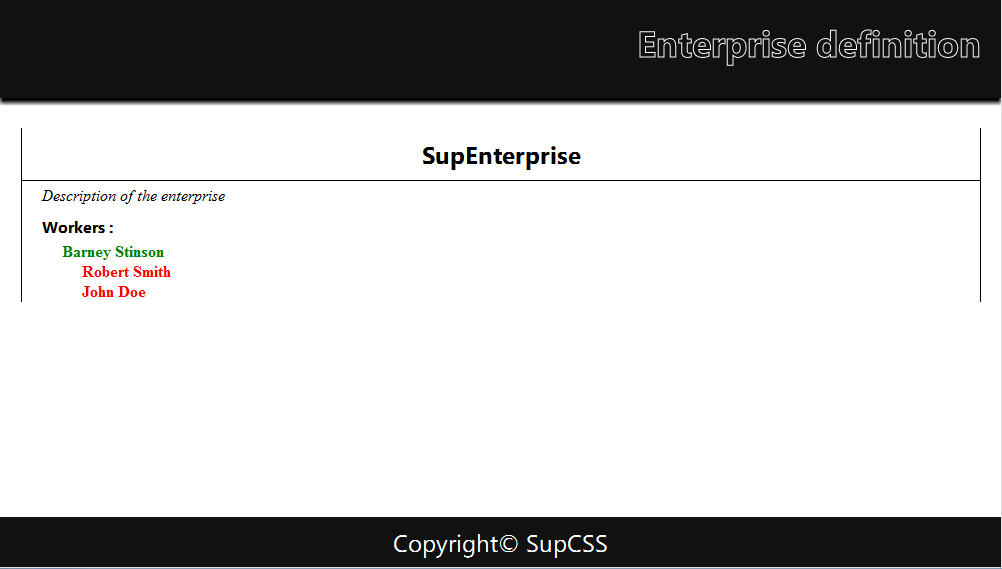 Enterprise definition
SupEnterprise
Description of the enterprise
Workers :
Barney Stinson
Robert Smith
John Doe
Copyright© SupCSS